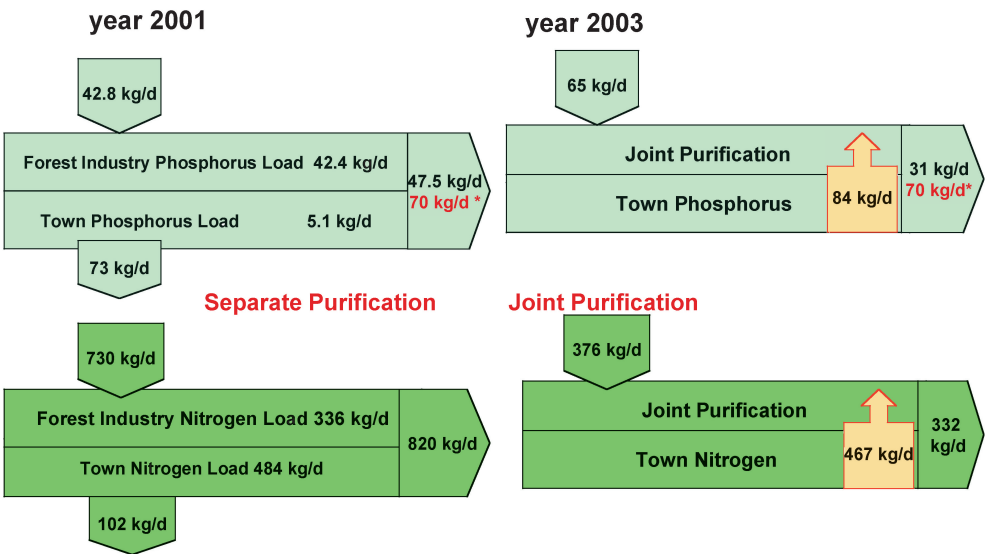 year 2001
year 2003
42.8 kg/d
65 kg/d
Forest Industry Phosphorus Load 42.4 kg/d
47.5 kg/d
70 kg/d *
Town Phosphorus Load 5.1 kg/d
73 kg/d
Joint Purification
31 kg/d
70 kg/d*
84 kg/d
Town Phosphorus
Separate Purification
Joint Purification
730 kg/d
376 kg/d
Forest Industry Nitrogen Load 336 kg/d
820 kg/d
Town Nitrogen Load 484 kg/d
102 kg/d
Joint Purification
332
kg/d
Town Nitrogen
467 kg/d